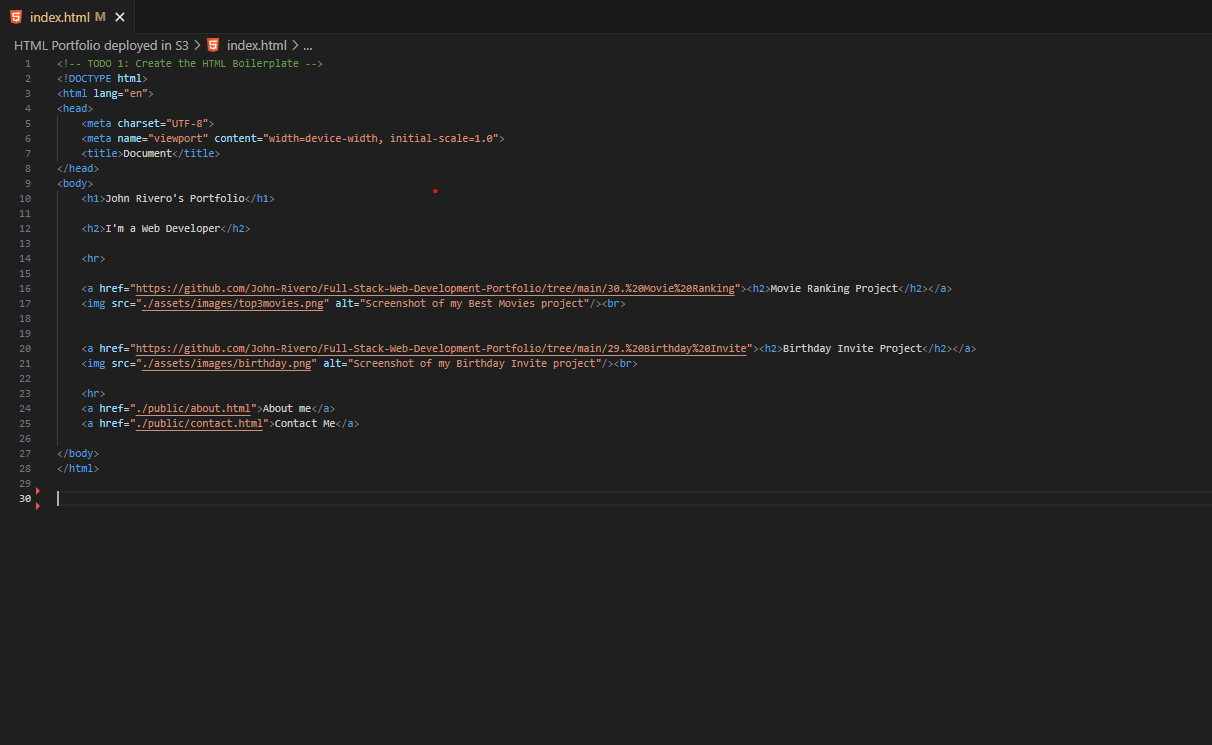 index.html M
HTML Portfolio deployed in S3 > index.html > ...
1 <!-- TODO 1: Create the HTML Boilerplate -->
2 <!DOCTYPE html>
3 <html lang="en">
4 <head>
5     <meta charset="UTF-8">
6     <meta name="viewport" content="width=device-width, initial-scale=1.0">
7     <title>Document</title>
8 </head>
9 <body>
10     <h1>John Rivero's Portfolio</h1>
11
12     <h2>I'm a Web Developer</h2>
13
14     <hr>
15
16     <a href="https://github.com/John-Rivero/Full-Stack-Web-Development-Portfolio/tree/main/30.%20Movie%20Ranking"><h2>Movie Ranking Project</h2></a>
17     <img src="./assets/images/top3movies.png" alt="Screenshot of my Best Movies project"/><br>
18
19
20     <a href="https://github.com/John-Rivero/Full-Stack-Web-Development-Portfolio/tree/main/29.%20Birthday%20Invite"><h2>Birthday Invite Project</h2></a>
21     <img src="./assets/images/birthday.png" alt="Screenshot of my Birthday Invite project"/><br>
22
23     <hr>
24     <a href="./public/about.html">About me</a>
25     <a href="./public/contact.html">Contact Me</a>
26
27 </body>
28 </html>
29
30